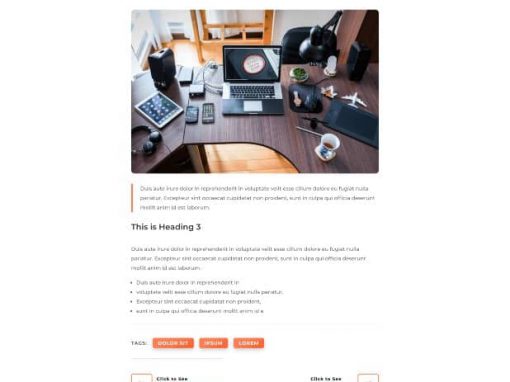 Duis aute irure dolor in reprehenderit in voluptate velit esse cillum dolore eu fugiat nulla
pariatur. Excepteur sint occaecat cupidatat non proident, sunt in culpa qui officia deserunt
mollit anim id est laborum.
This is Heading 3
Duis aute irure dolor in reprehenderit in voluptate velit esse cillum dolore eu fugiat nulla
pariatur. Excepteur sint occaecat cupidatat non proident, sunt in culpa qui officia deserunt
mollit anim id est laborum.
Duis aute irure dolor in reprehenderit in
voluptate velit esse cillum dolore eu fugiat nulla pariatur.
Excepteur sint occaecat cupidatat non proident,
sunt in culpa qui officia deserunt mollit anim id e
TAGS: DOLOR SIT IPSUM LOREM
Click to See Click to See